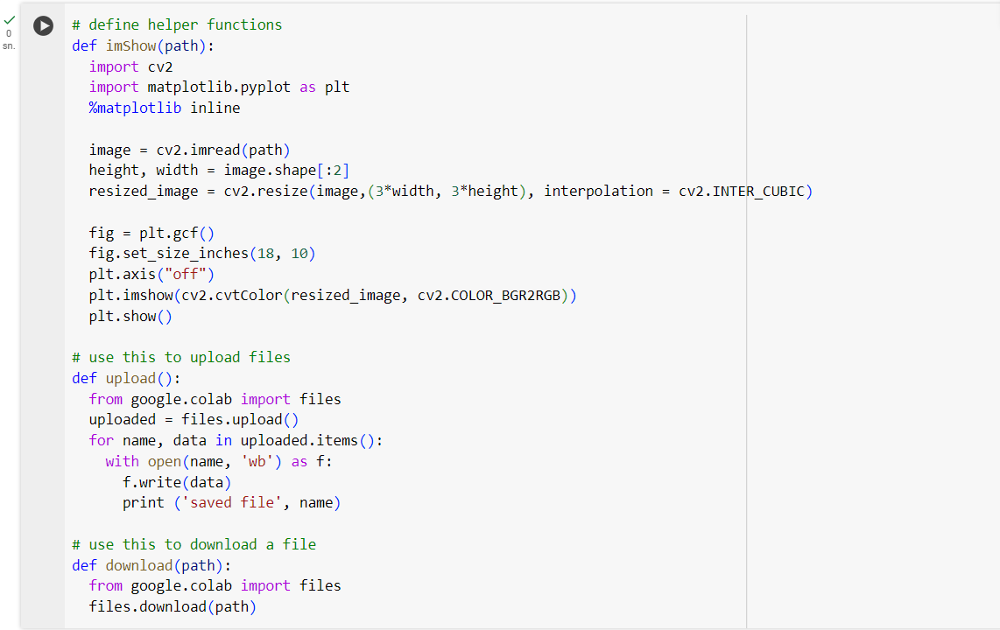 0
sn.
# define helper functions
def imShow(path):
  import cv2
  import matplotlib.pyplot as plt
  %matplotlib inline

  image = cv2.imread(path)
  height, width = image.shape[:2]
  resized_image = cv2.resize(image,(3*width, 3*height), interpolation = cv2.INTER_CUBIC)

  fig = plt.gcf()
  fig.set_size_inches(18, 10)
  plt.axis("off")
  plt.imshow(cv2.cvtColor(resized_image, cv2.COLOR_BGR2RGB))
  plt.show()

# use this to upload files
def upload():
  from google.colab import files
  uploaded = files.upload()
  for name, data in uploaded.items():
    with open(name, 'wb') as f:
      f.write(data)
      print ('saved file', name)

# use this to download a file
def download(path):
  from google.colab import files
  files.download(path)